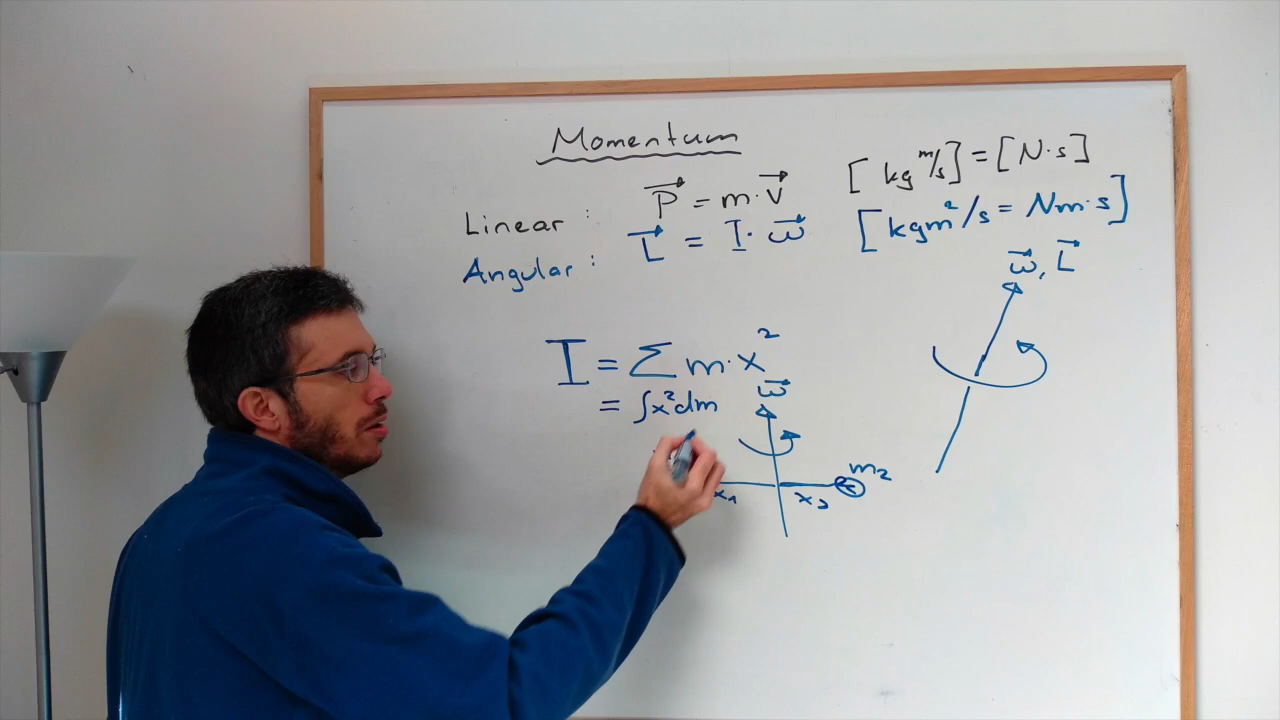 Momentum
Linear : P⃗ = m·v⃗ [kg m/s] = [N·s]
Angular : L⃗ = I·ω⃗ [kgm²/s = Nm·s]
ω⃗, L⃗
I = Σ m·x²
= ∫x²dm
ω⃗
m₂
x₁ x₂